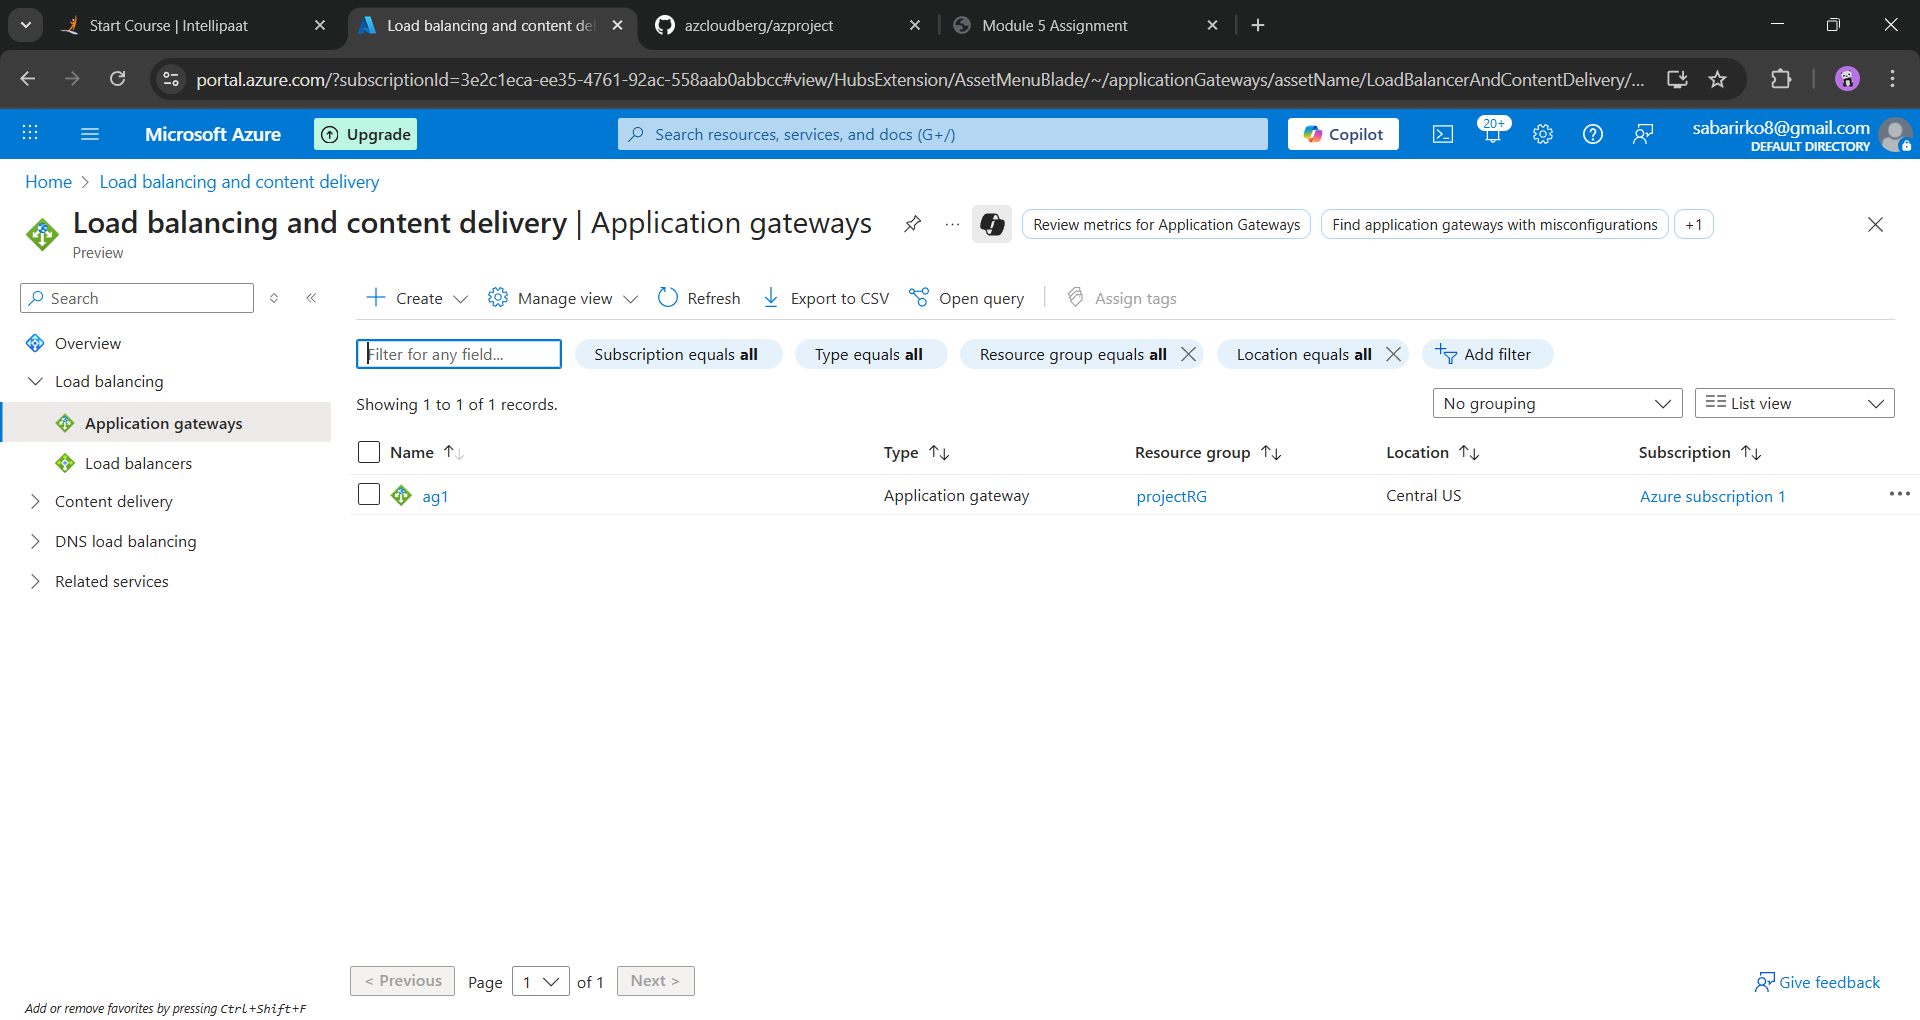 Start Course | Intellipaat
Load balancing and content de
azcloudberg/azproject
Module 5 Assignment
portal.azure.com/?subscriptionId=3e2c1eca-ee35-4761-92ac-558aab0abbcc#view/HubsExtension/AssetMenuBlade/~/applicationGateways/assetName/LoadBalancerAndContentDelivery/...
Microsoft Azure
Upgrade
Search resources, services, and docs (G+/)
Copilot
20+
sabarirko8@gmail.com
DEFAULT DIRECTORY
Home > Load balancing and content delivery
Load balancing and content delivery | Application gateways
Preview
Review metrics for Application Gateways
Find application gateways with misconfigurations
+1
Search
Create
Manage view
Refresh
Export to CSV
Open query
Assign tags
Overview
Load balancing
Application gateways
Load balancers
Content delivery
DNS load balancing
Related services
Filter for any field...
Subscription equals all
Type equals all
Resource group equals all
Location equals all
Add filter
Showing 1 to 1 of 1 records.
No grouping
List view
Name Type Resource group Location Subscription
ag1 Application gateway projectRG Central US Azure subscription 1
< Previous Page 1 of 1 Next >
Give feedback
Add or remove favorites by pressing Ctrl+Shift+F